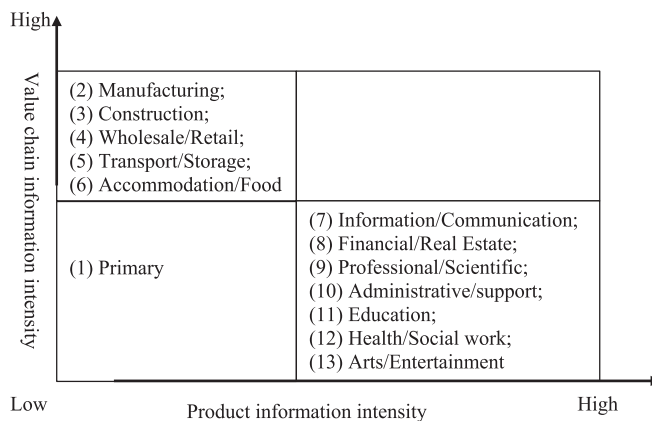 High
Value chain information intensity
(2) Manufacturing;
(3) Construction;
(4) Wholesale/Retail;
(5) Transport/Storage;
(6) Accommodation/Food
(1) Primary
(7) Information/Communication;
(8) Financial/Real Estate;
(9) Professional/Scientific;
(10) Administrative/support;
(11) Education;
(12) Health/Social work;
(13) Arts/Entertainment
Low
Product information intensity
High